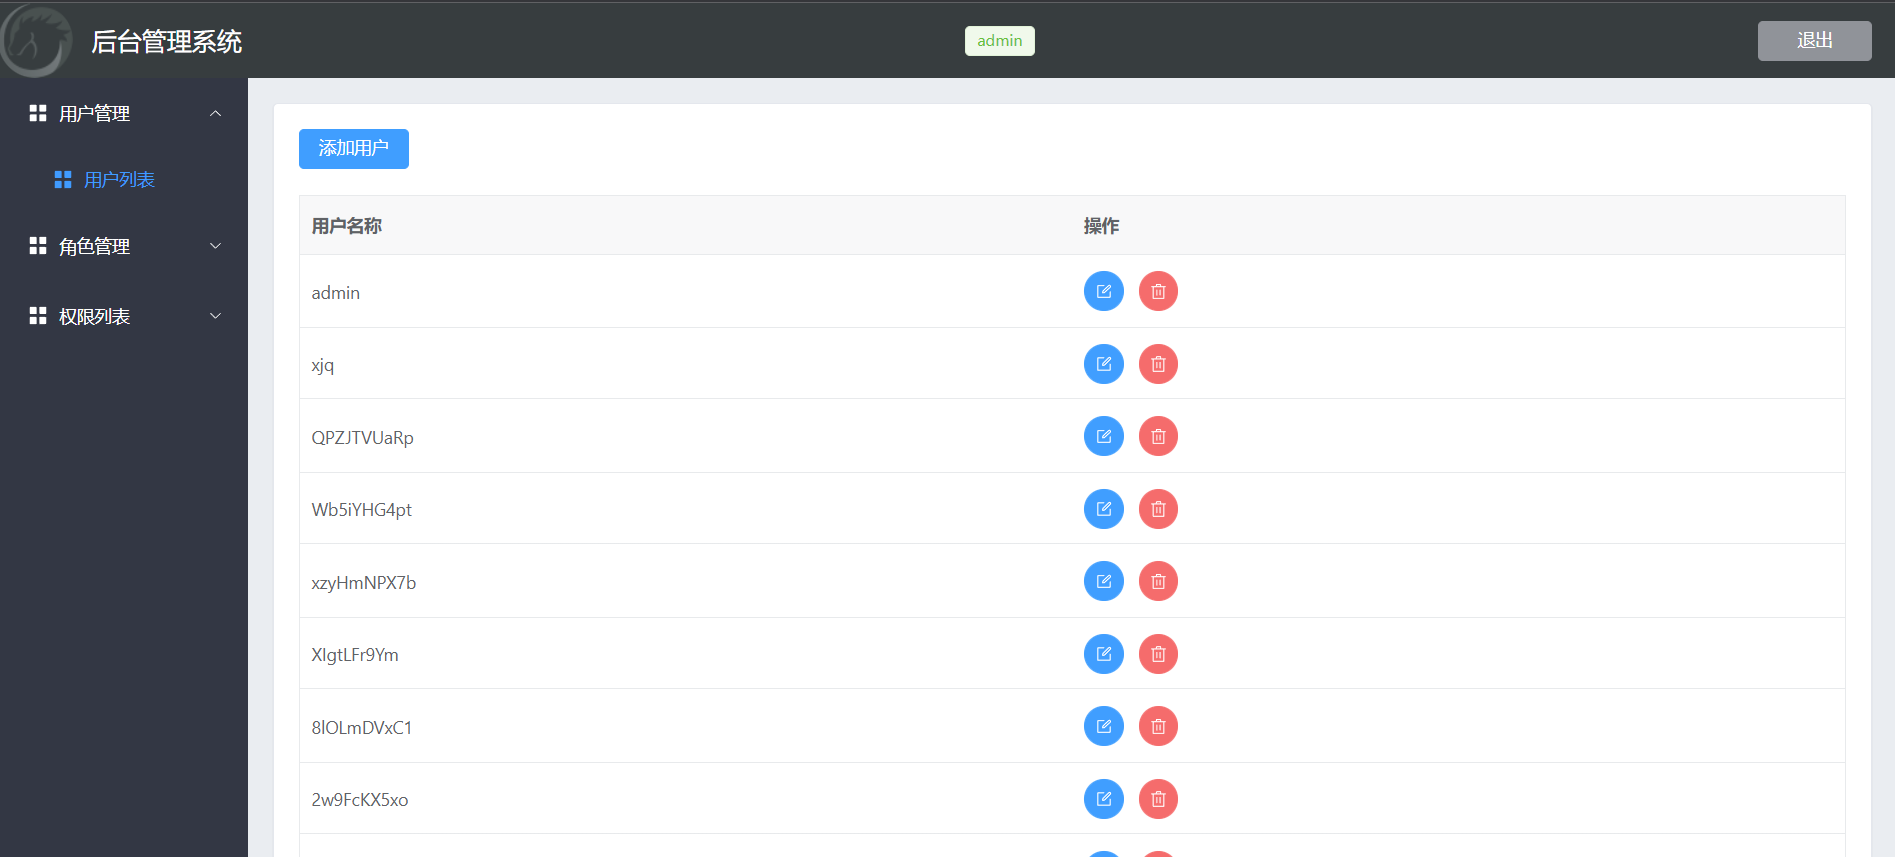 后台管理系统
admin
退出
用户管理
用户列表
角色管理
权限列表
添加用户
用户名称 操作
admin
xjq
QPZJTVUaRp
Wb5iYHG4pt
xzyHmNPX7b
XIgtLFr9Ym
8lOLmDVxC1
2w9FcKX5xo